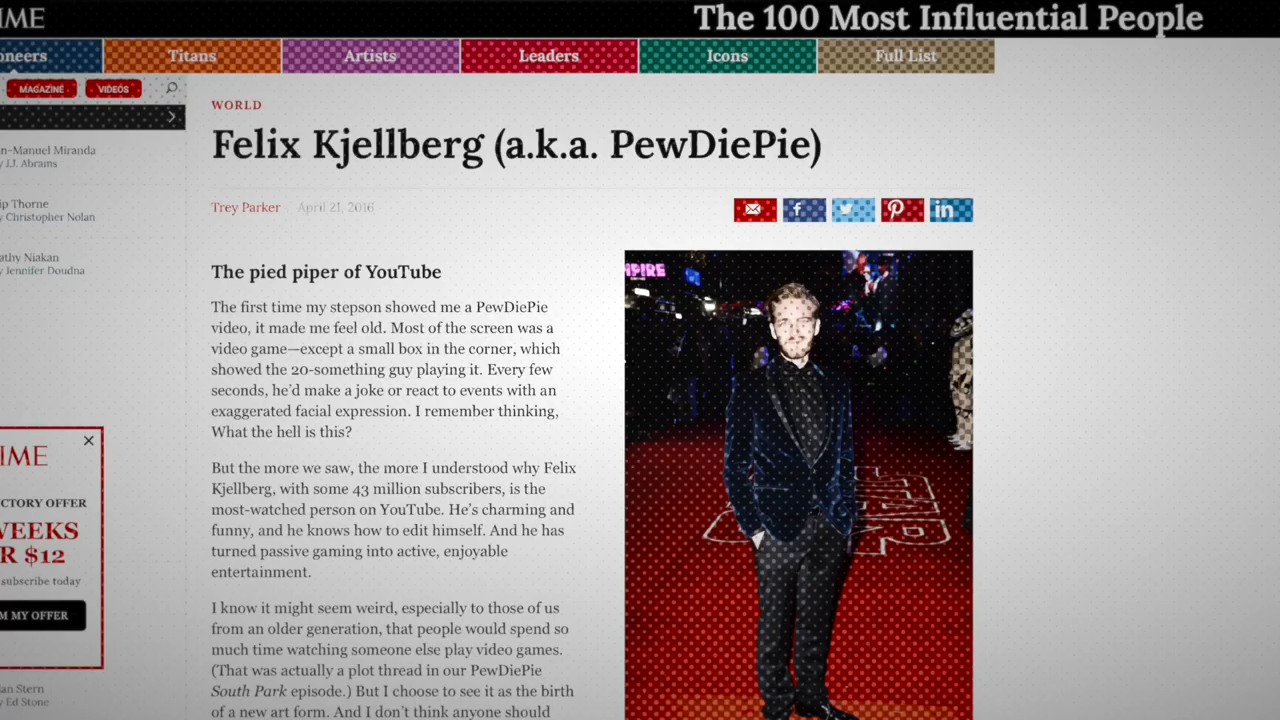 IME
The 100 Most Influential People
oneers
Titans
Artists
Leaders
Icons
Full List
MAGAZINE
VIDEOS
n-Manuel Miranda
y J.J. Abrams
ip Thorne
y Christopher Nolan
athy Niakan
y Jennifer Doudna
IME
CTORY OFFER
WEEKS
R $12
subscribe today
M MY OFFER
an Stern
y Ed Stone
WORLD
Felix Kjellberg (a.k.a. PewDiePie)
Trey Parker April 21, 2016
The pied piper of YouTube
The first time my stepson showed me a PewDiePie
video, it made me feel old. Most of the screen was a
video game—except a small box in the corner, which
showed the 20-something guy playing it. Every few
seconds, he'd make a joke or react to events with an
exaggerated facial expression. I remember thinking,
What the hell is this?
But the more we saw, the more I understood why Felix
Kjellberg, with some 43 million subscribers, is the
most-watched person on YouTube. He's charming and
funny, and he knows how to edit himself. And he has
turned passive gaming into active, enjoyable
entertainment.
I know it might seem weird, especially to those of us
from an older generation, that people would spend so
much time watching someone else play video games.
(That was actually a plot thread in our PewDiePie
South Park episode.) But I choose to see it as the birth
of a new art form. And I don't think anyone should
MPIRE
STAR